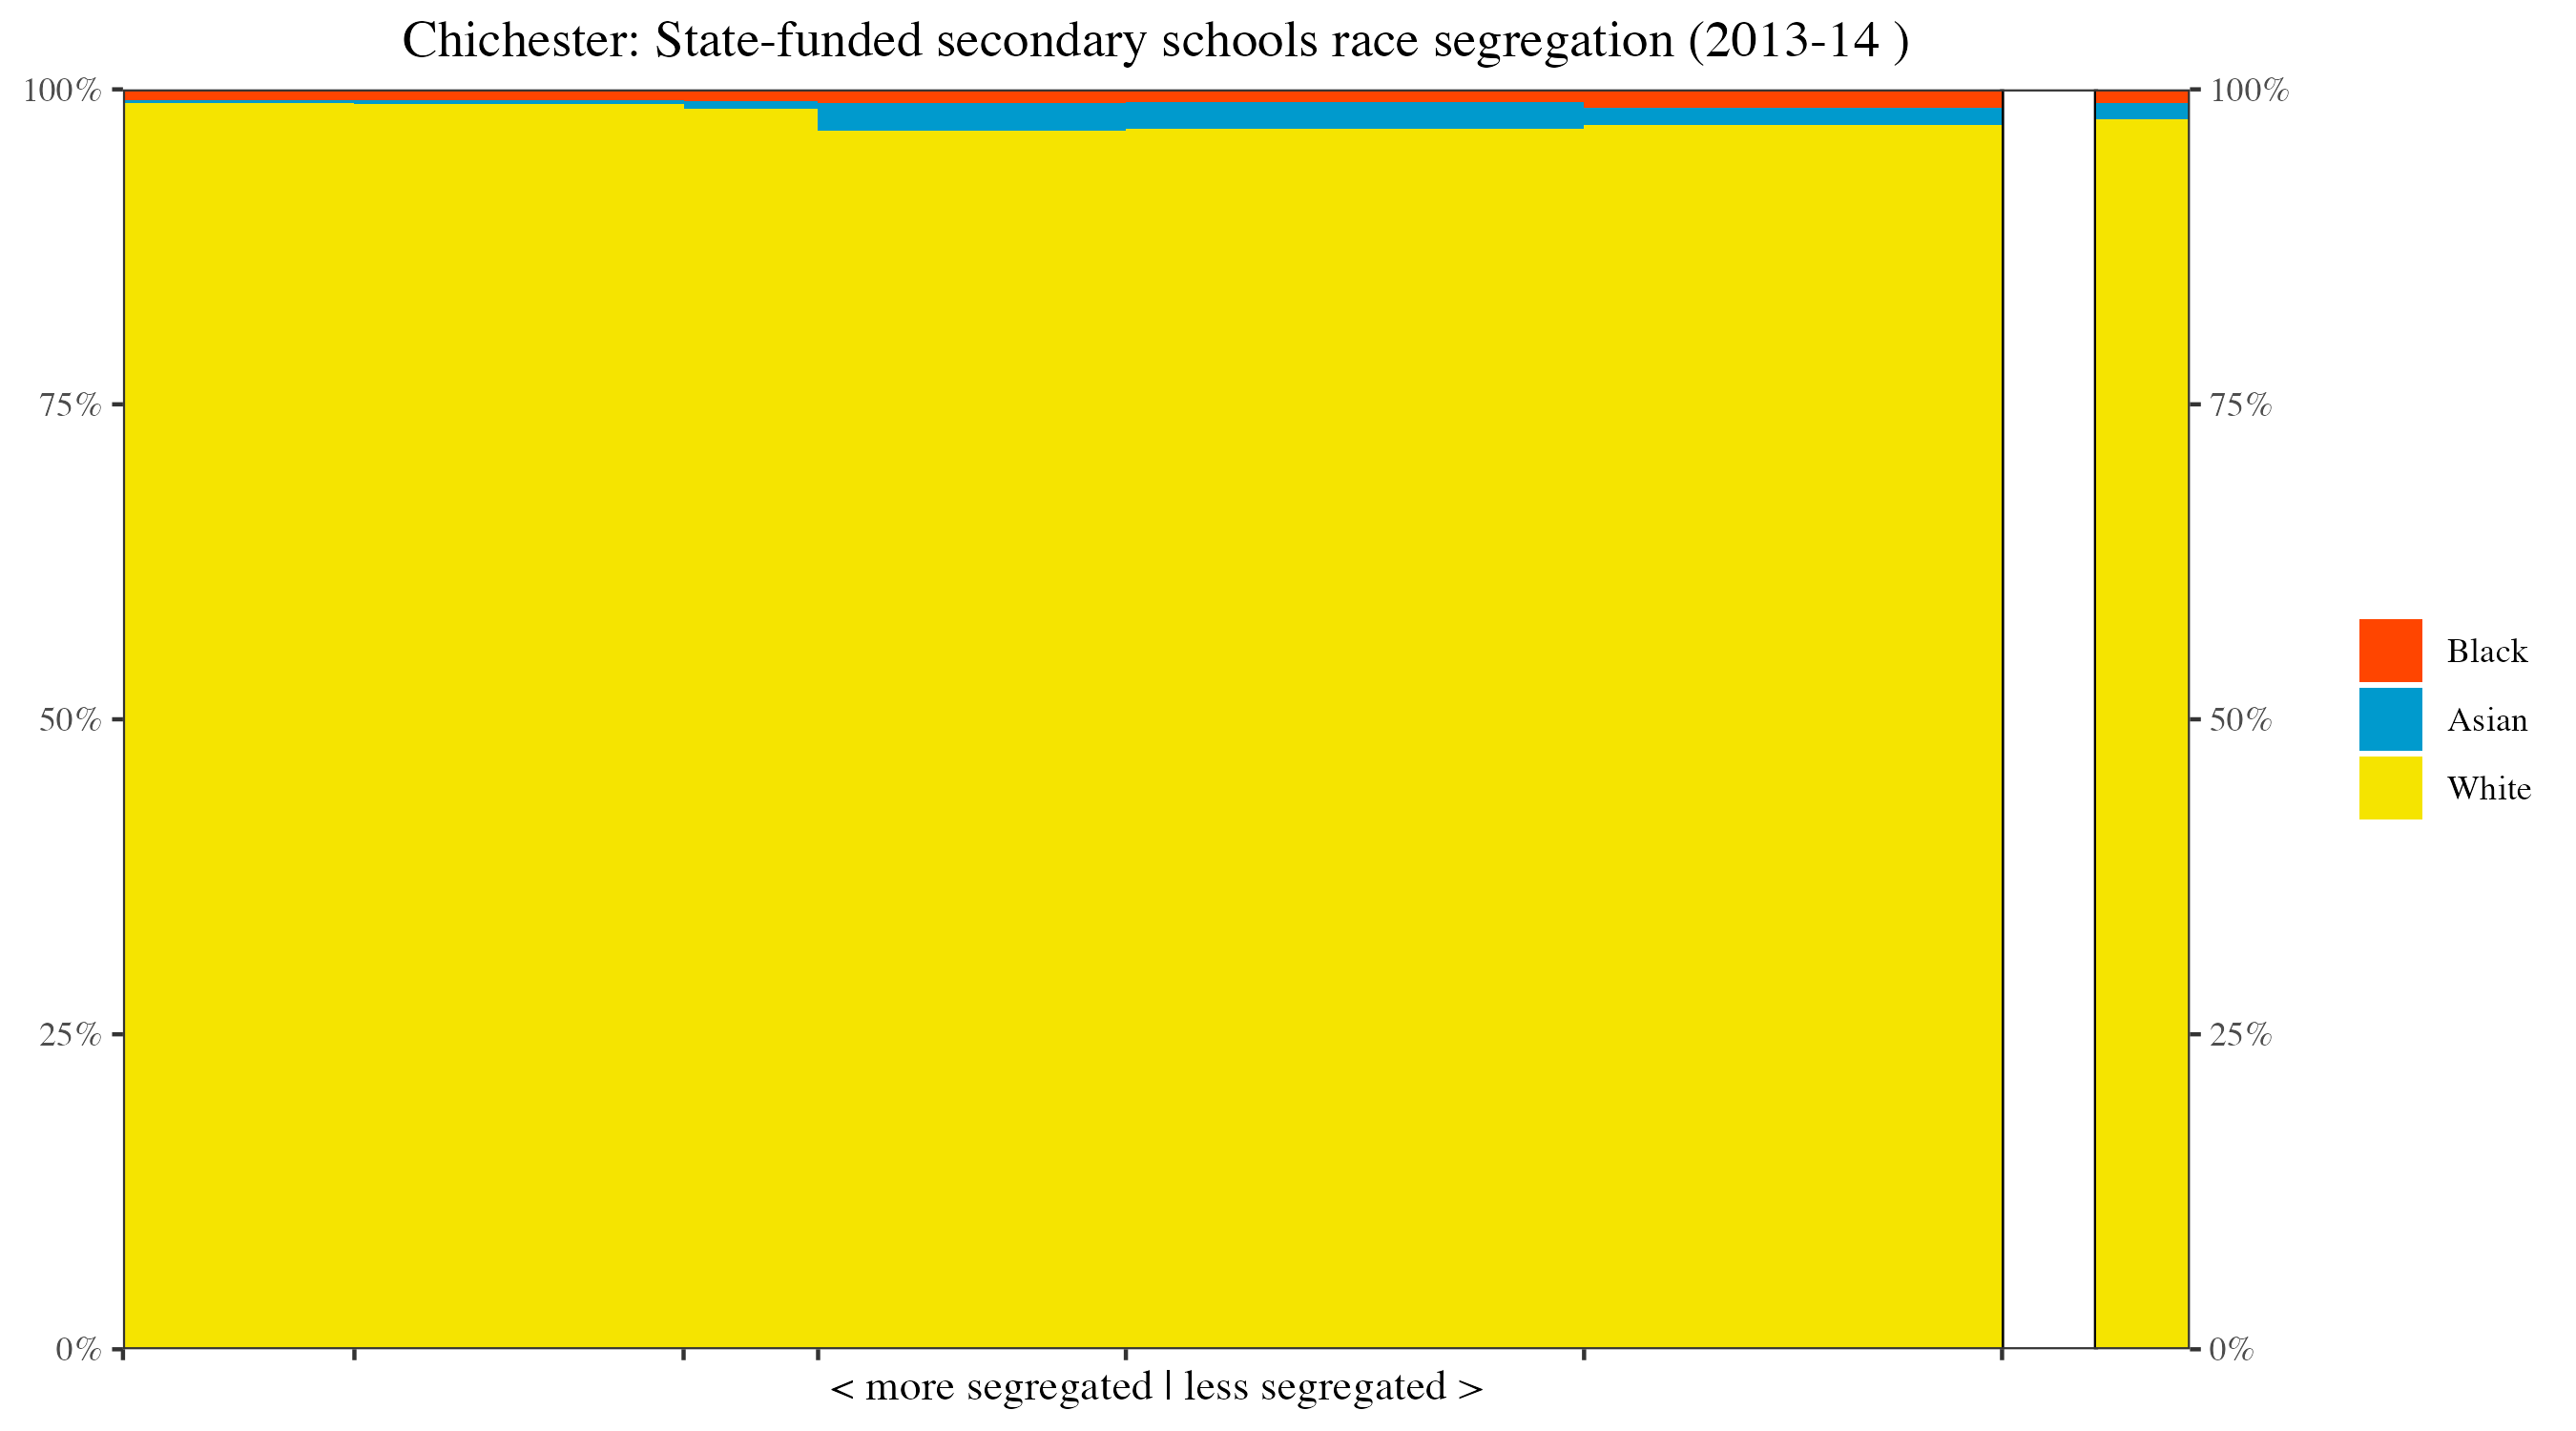 Chichester: State-funded secondary schools race segregation (2013-14 )
100%
75%
50%
25%
0%
100%
75%
50%
25%
0%
Black
Asian
White
< more segregated | less segregated >